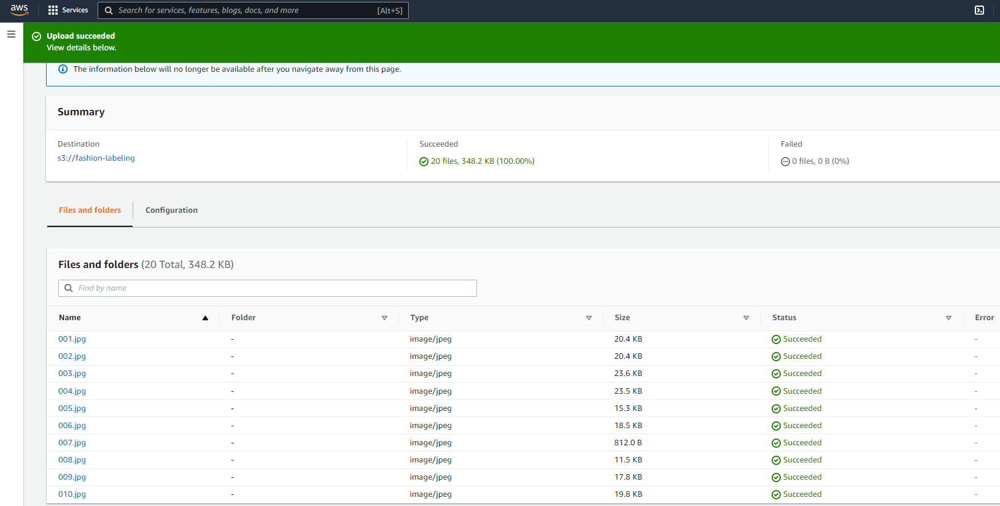 aws Services Search for services, features, blogs, docs, and more [Alt+S]
Upload succeeded
View details below.
The information below will no longer be available after you navigate away from this page.
Summary
Destination Succeeded Failed
s3://fashion-labeling 20 files, 348.2 KB (100.00%) 0 files, 0 B (0%)
Files and folders Configuration
Files and folders (20 Total, 348.2 KB)
Find by name
Name Folder Type Size Status Error
001.jpg - image/jpeg 20.4 KB Succeeded -
002.jpg - image/jpeg 20.4 KB Succeeded -
003.jpg - image/jpeg 23.6 KB Succeeded -
004.jpg - image/jpeg 23.5 KB Succeeded -
005.jpg - image/jpeg 15.3 KB Succeeded -
006.jpg - image/jpeg 18.5 KB Succeeded -
007.jpg - image/jpeg 812.0 B Succeeded -
008.jpg - image/jpeg 11.5 KB Succeeded -
009.jpg - image/jpeg 17.8 KB Succeeded -
010.jpg - image/jpeg 19.8 KB Succeeded -